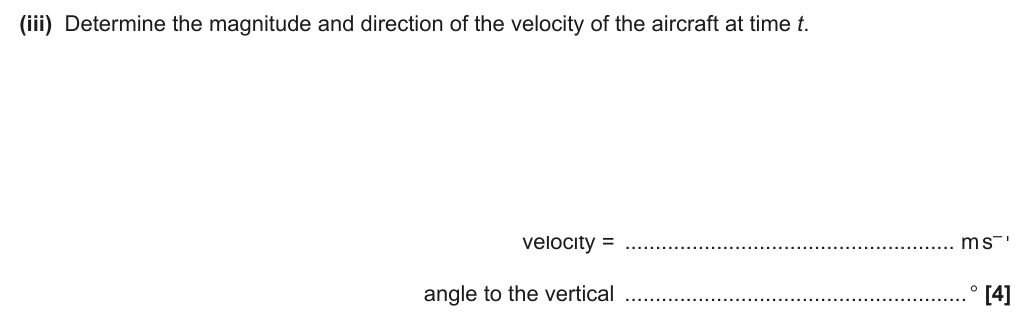 (iii) Determine the magnitude and direction of the velocity of the aircraft at time t.
velocity = ...................................................... m s⁻¹
angle to the vertical ........................................................° [4]